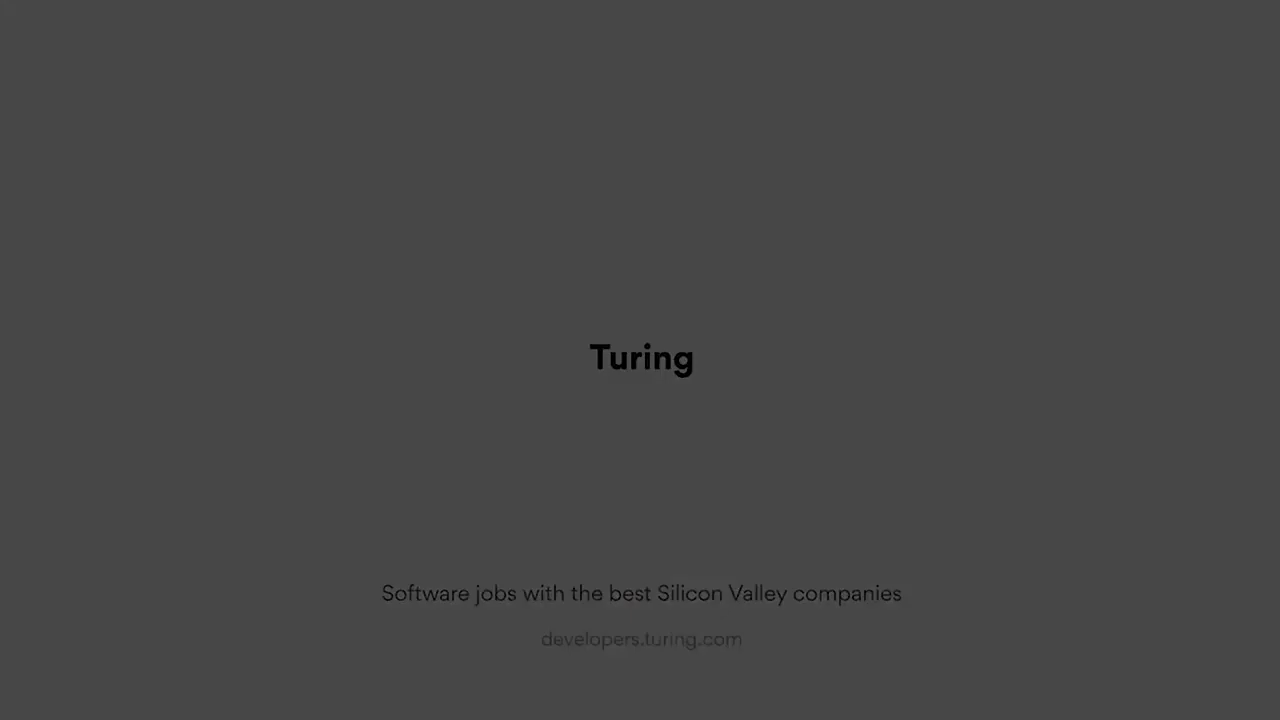 Turing
Software jobs with the best Silicon Valley companies
developers.turing.com